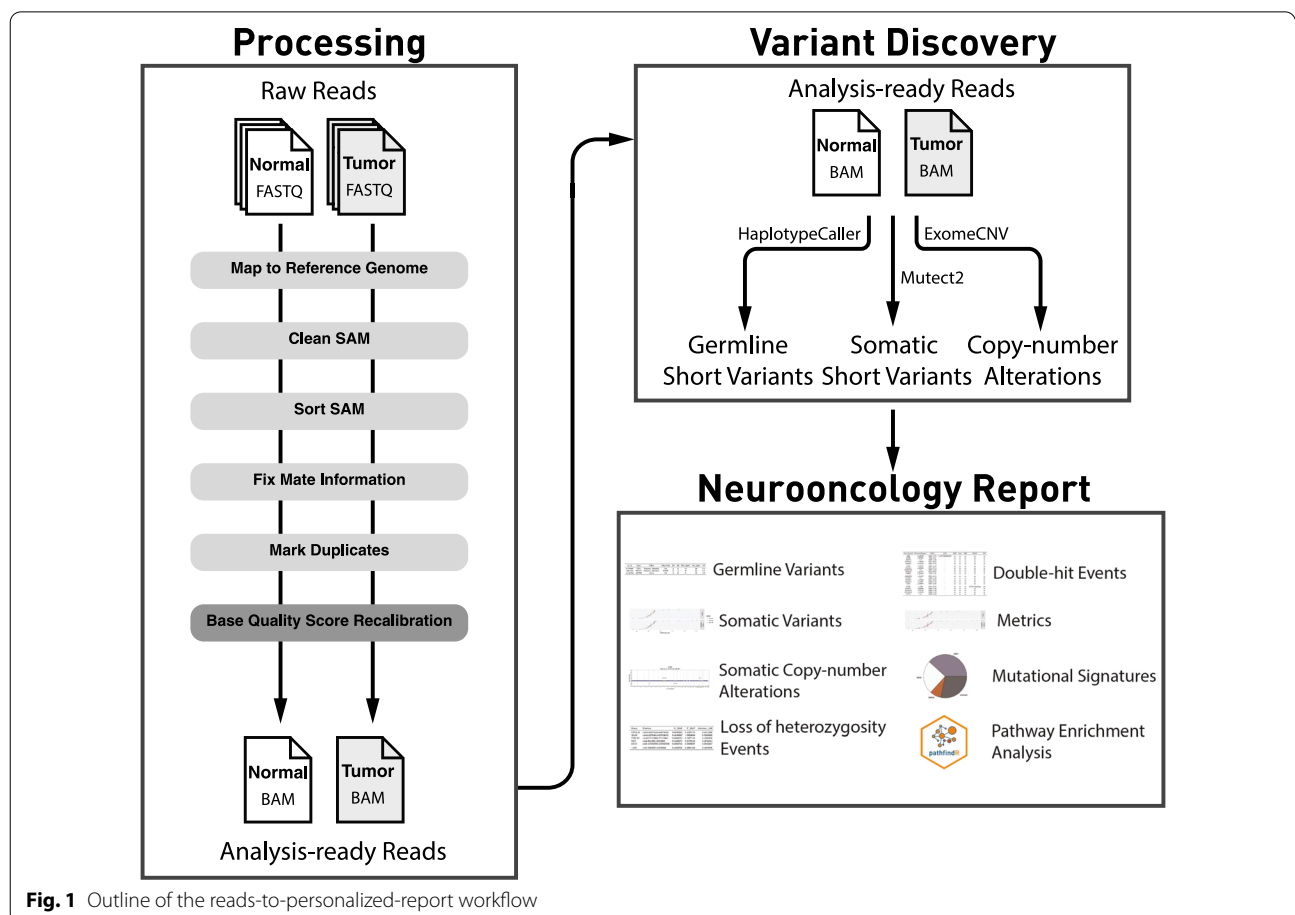 Processing
Raw Reads
Normal
FASTQ
Tumor
FASTQ
Map to Reference Genome
Clean SAM
Sort SAM
Fix Mate Information
Mark Duplicates
Base Quality Score Recalibration
Normal
BAM
Tumor
BAM
Analysis-ready Reads
Variant Discovery
Analysis-ready Reads
Normal
BAM
Tumor
BAM
HaplotypeCaller
ExomeCNV
Mutect2
Germline
Short Variants
Somatic
Short Variants
Copy-number
Alterations
Neurooncology Report
Germline Variants
Somatic Variants
Somatic Copy-number
Alterations
Loss of heterozygosity
Events
Double-hit Events
Metrics
Mutational Signatures
pathfindR
Pathway Enrichment
Analysis
Fig. 1 Outline of the reads-to-personalized-report workflow